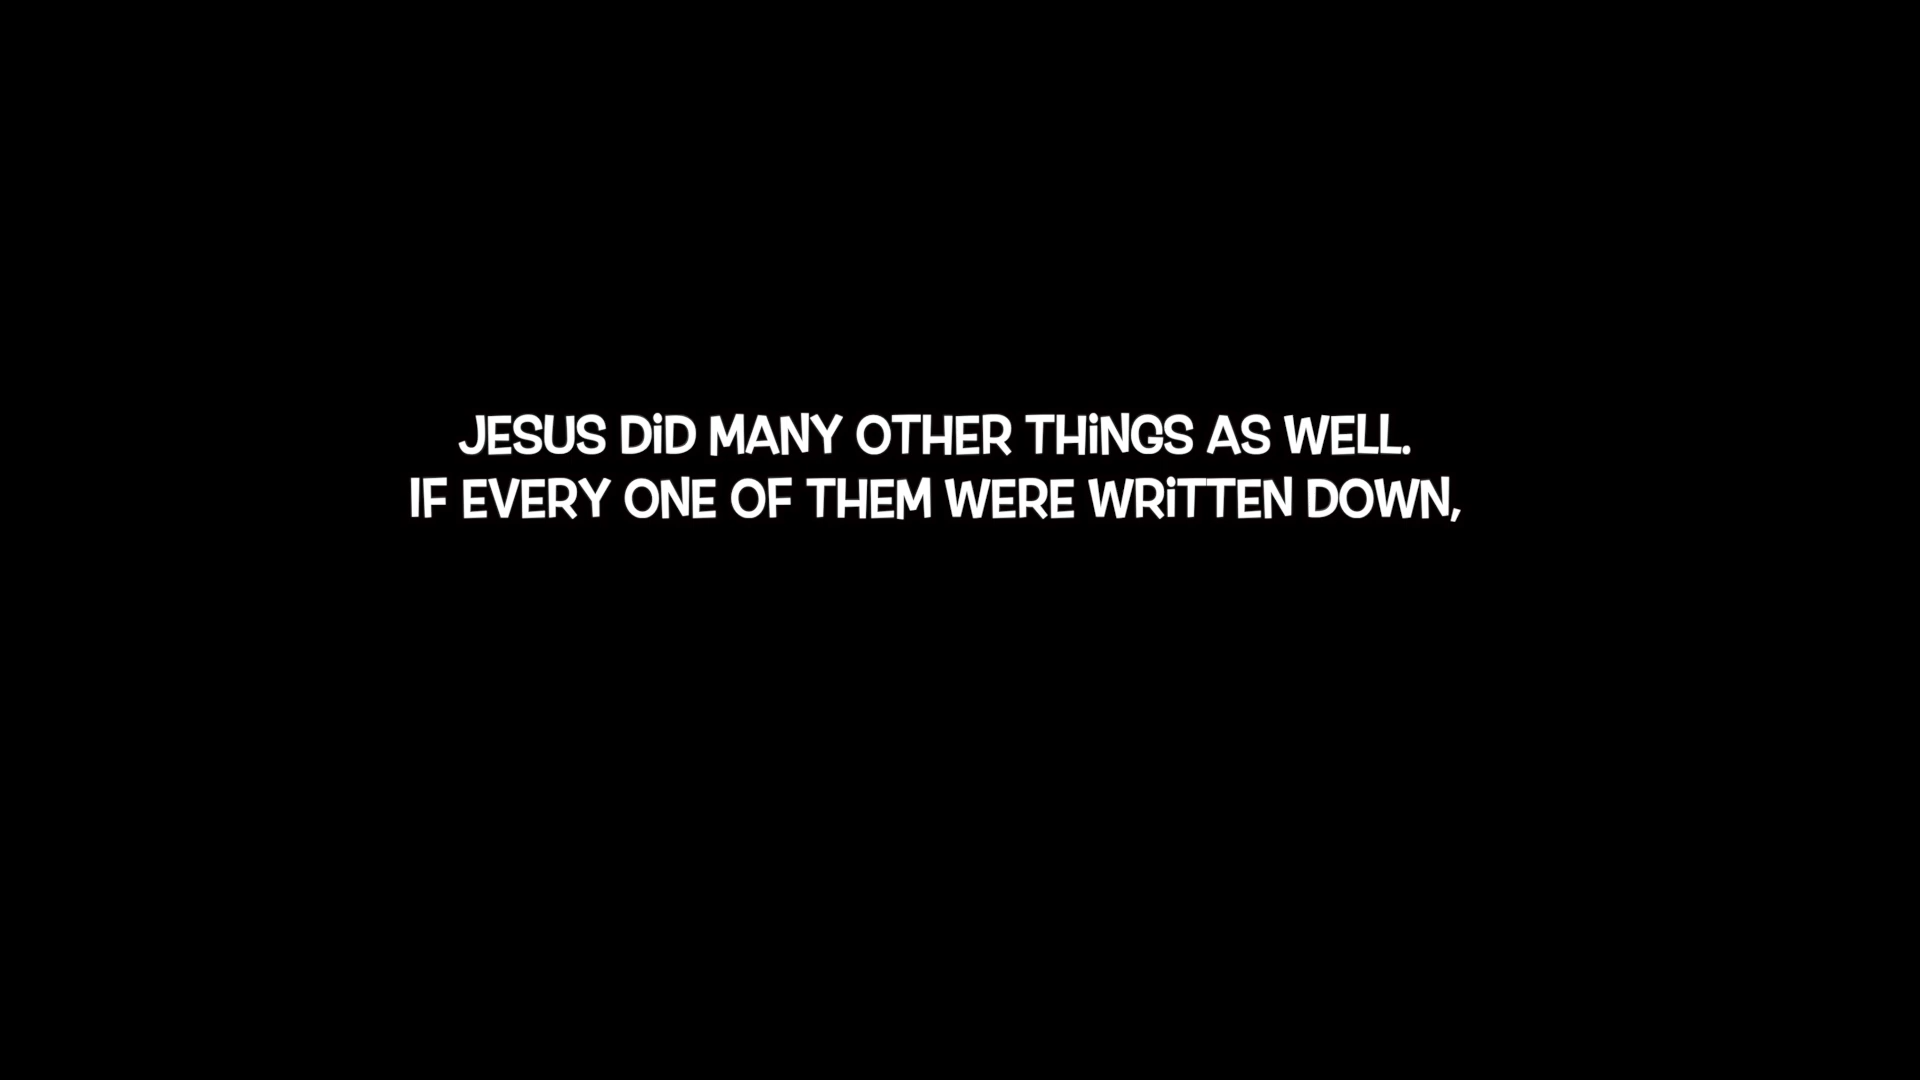 JESUS DiD MANY OTHER THiNGS AS WELL.
IF EVERY ONE OF THEM WERE WRiTTEN DOWN,